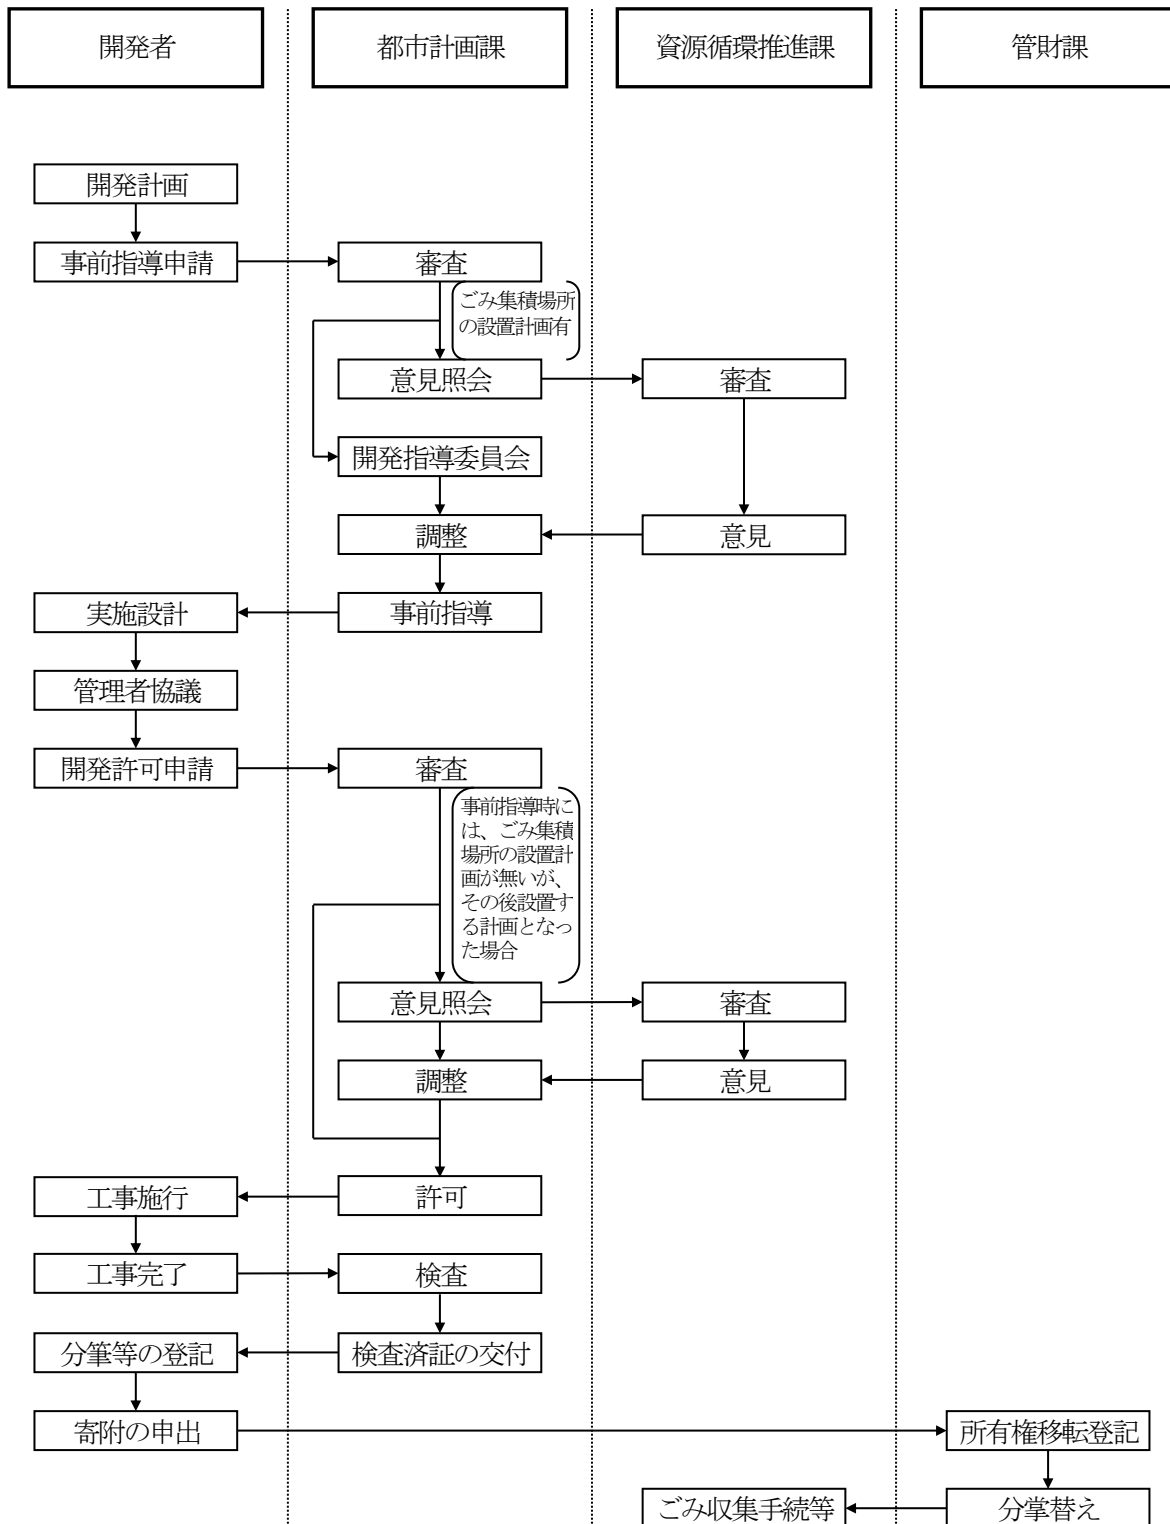 開発者
都市計画課
資源循環推進課
管財課
開発計画
事前指導申請
審査
ごみ集積場所
の設置計画有
意見照会
審査
開発指導委員会
調整
意見
実施設計
事前指導
管理者協議
開発許可申請
審査
事前指導時に
は、ごみ集積
場所の設置計
画が無いが、
その後設置す
る計画となっ
た場合
意見照会
審査
調整
意見
工事施行
許可
工事完了
検査
分筆等の登記
検査済証の交付
寄附の申出
所有権移転登記
ごみ収集手続等
分掌替え